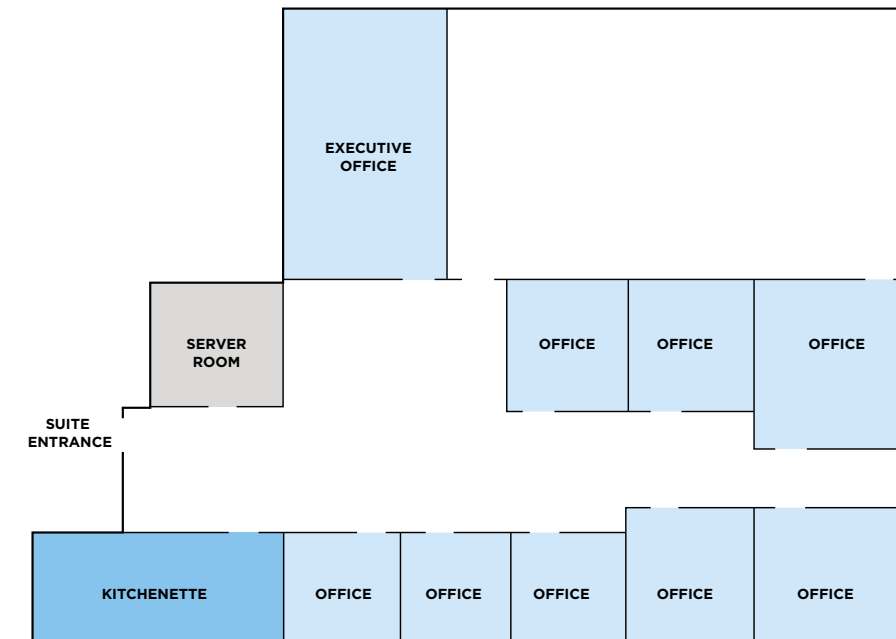 EXECUTIVE
OFFICE
SERVER
ROOM
OFFICE
OFFICE
OFFICE
SUITE
ENTRANCE
KITCHENETTE
OFFICE
OFFICE
OFFICE
OFFICE
OFFICE